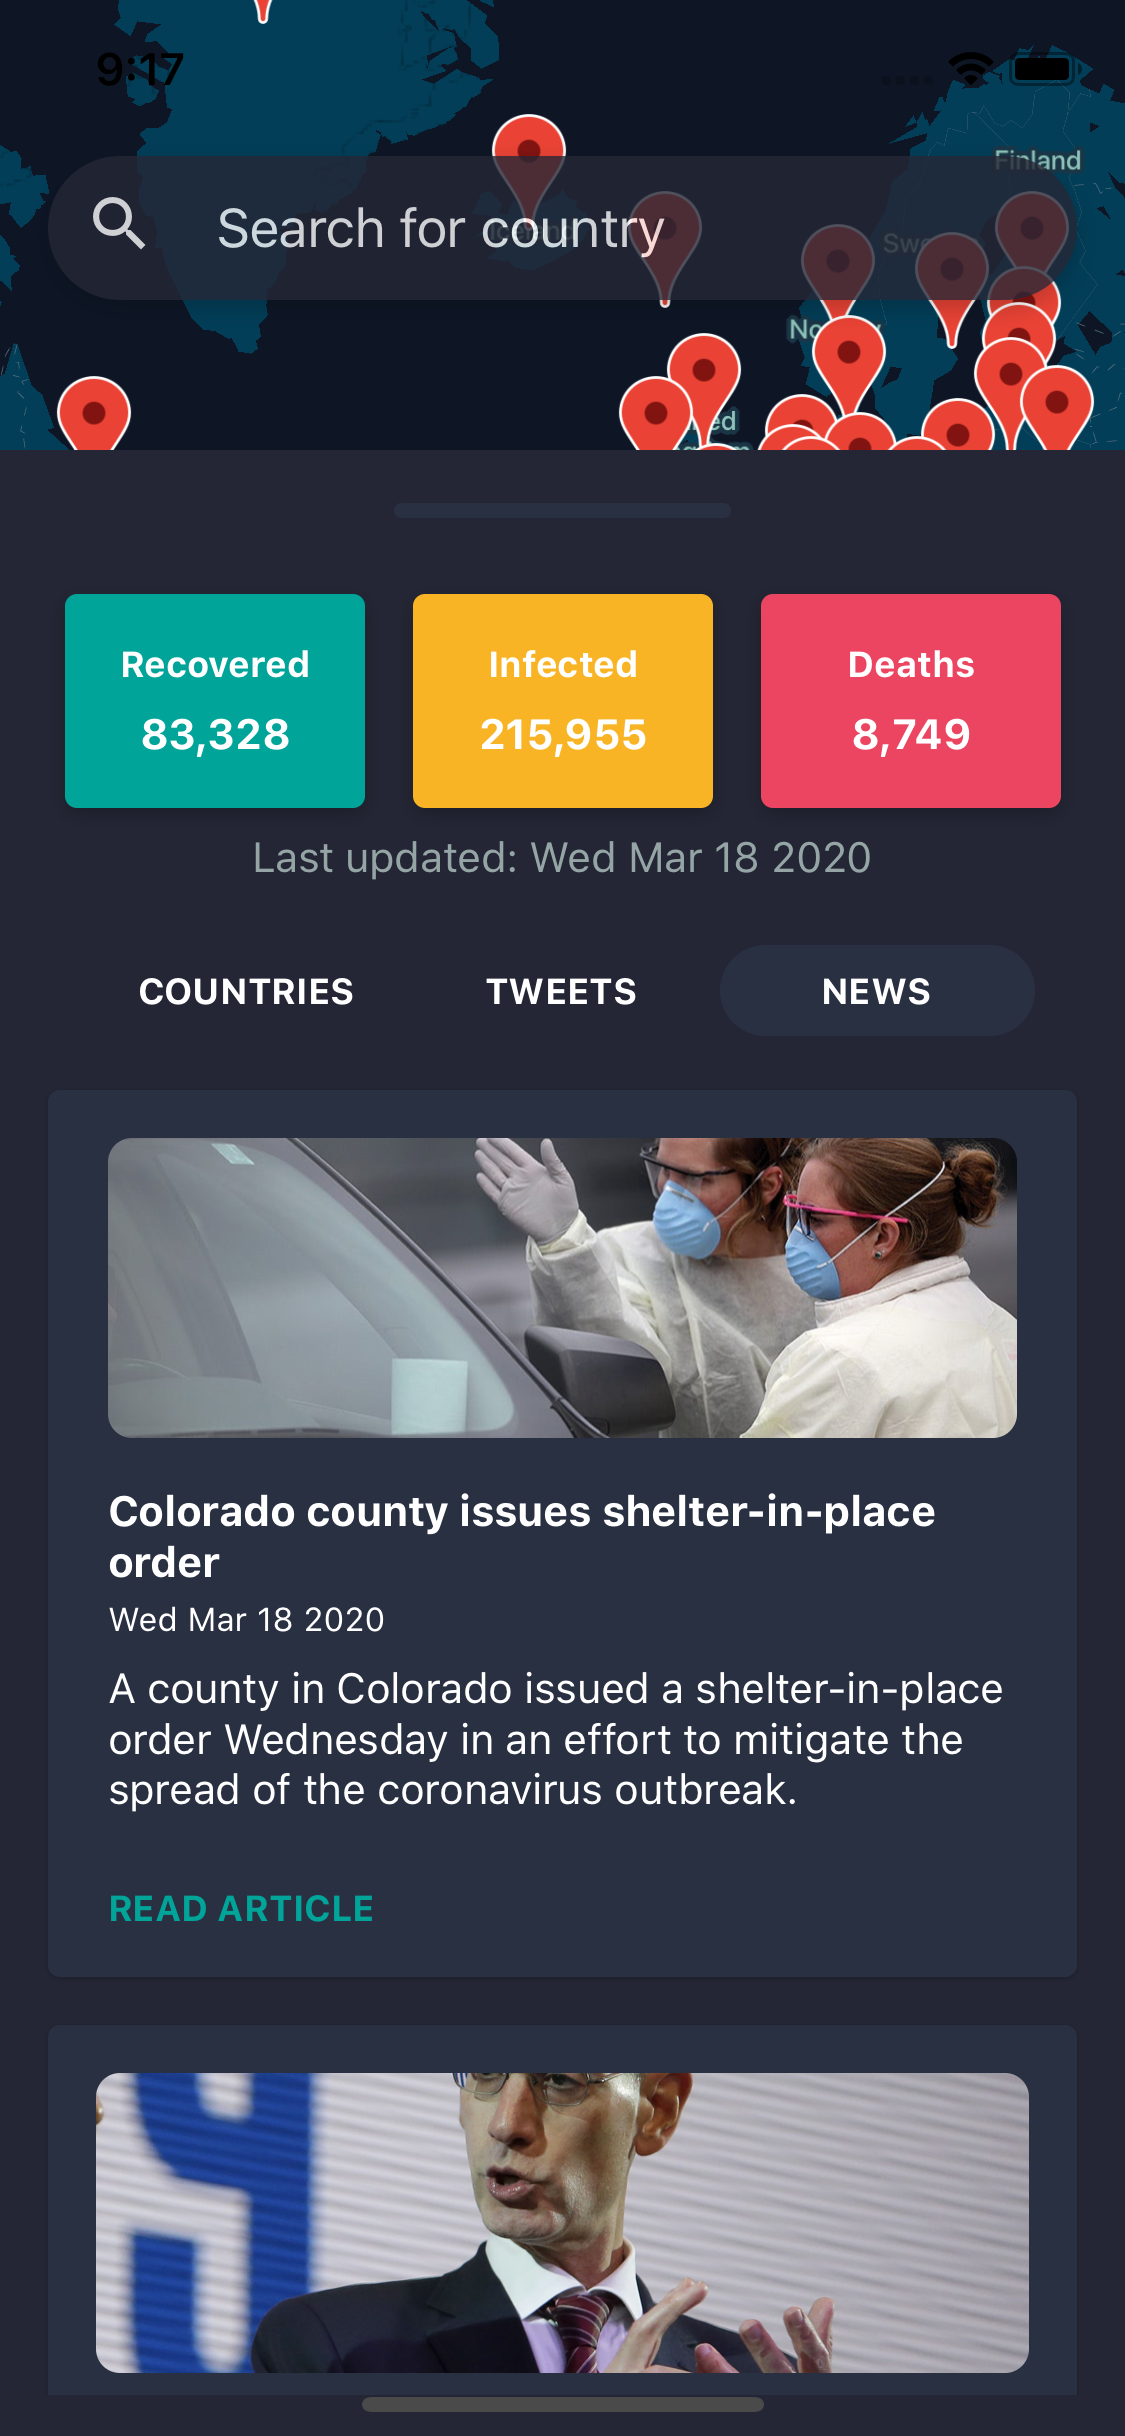 9:17
Finland
Search for country
Recovered
83,328
Infected
215,955
Deaths
8,749
Last updated: Wed Mar 18 2020
COUNTRIES
TWEETS
NEWS
Colorado county issues shelter-in-place
order
Wed Mar 18 2020
A county in Colorado issued a shelter-in-place
order Wednesday in an effort to mitigate the
spread of the coronavirus outbreak.
READ ARTICLE